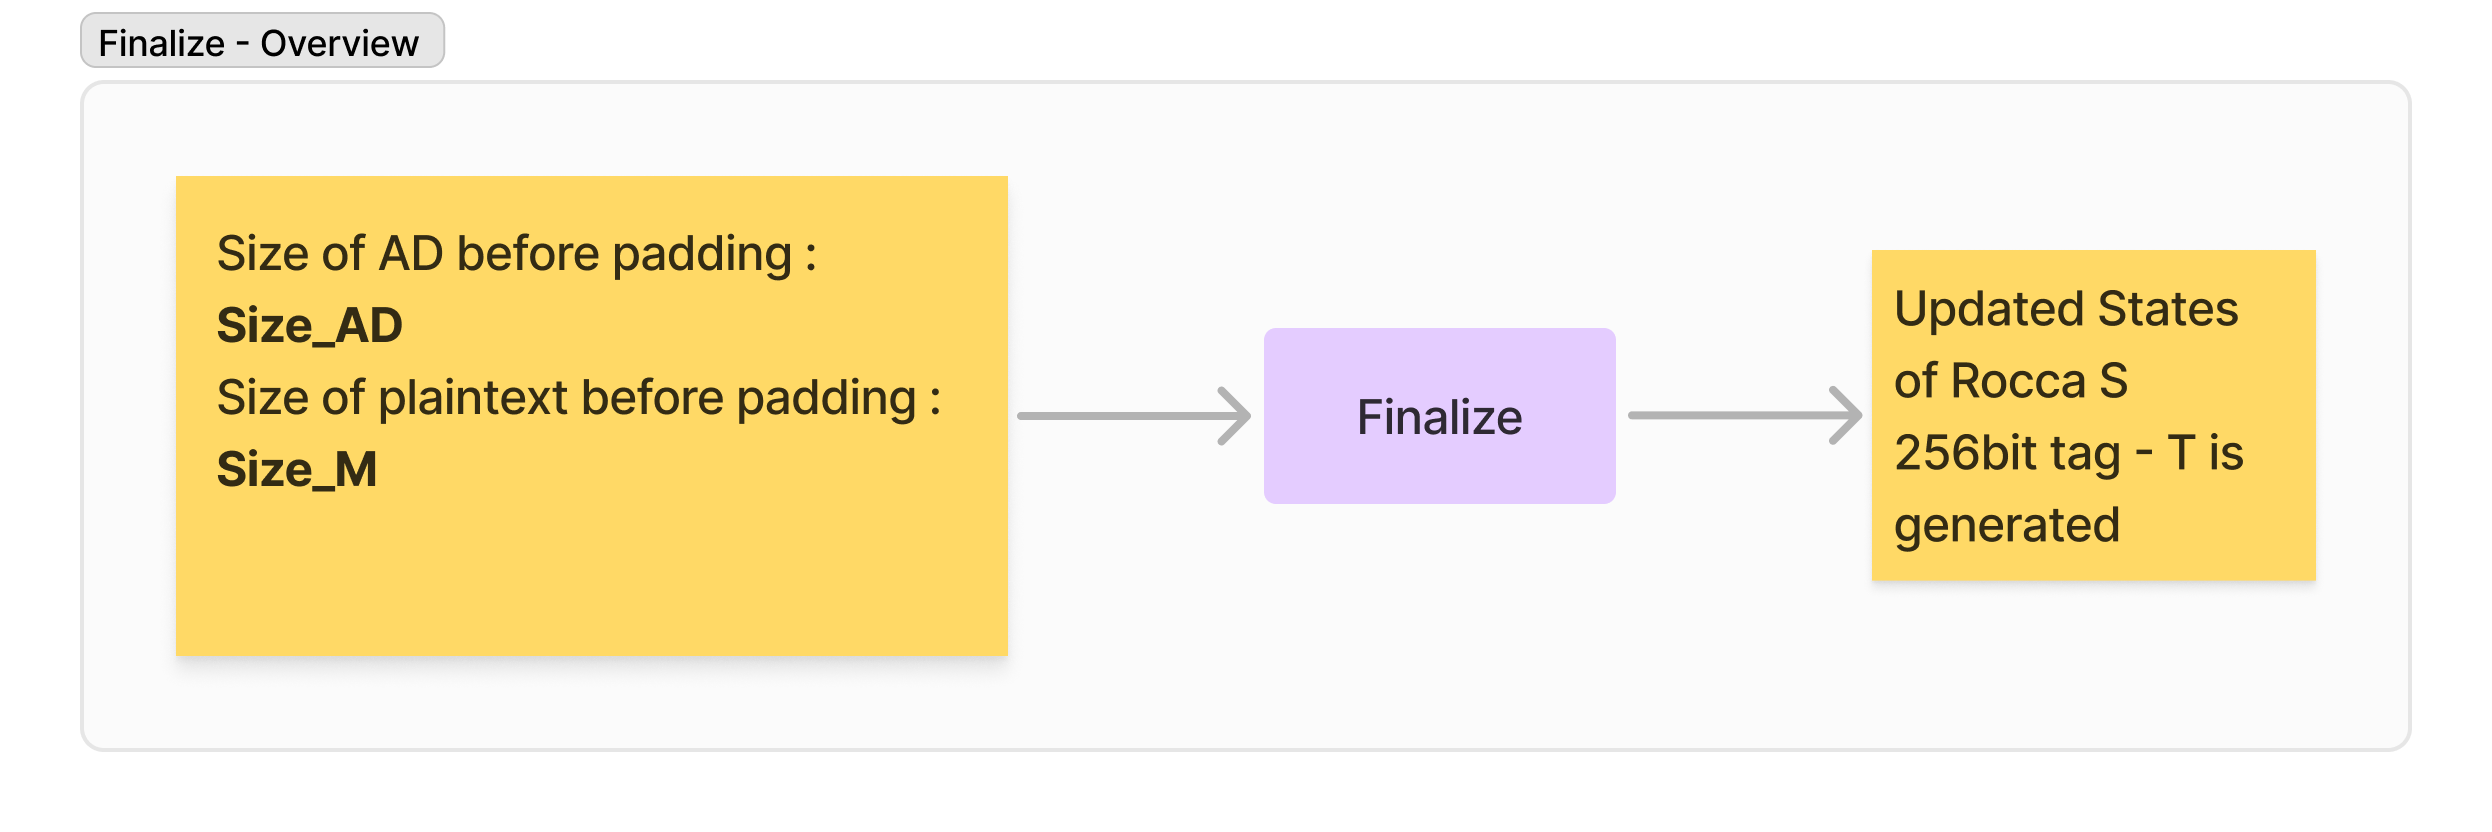 Finalize - Overview
Size of AD before padding :
Size_AD
Size of plaintext before padding :
Size_M
Finalize
Updated States
of Rocca S
256bit tag - T is
generated